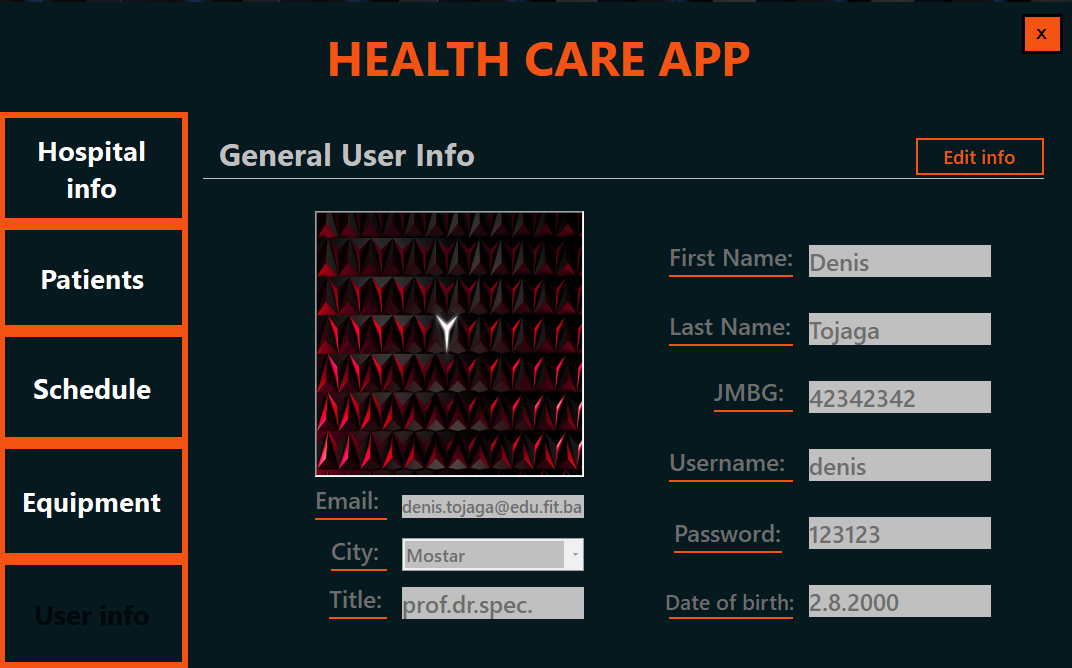 HEALTH CARE APP
x
Hospital
info
Patients
Schedule
Equipment
User info
General User Info
Edit info
Email: denis.tojaga@edu.fit.ba
City: Mostar
Title: prof.dr.spec.
First Name: Denis
Last Name: Tojaga
JMBG: 42342342
Username: denis
Password: 123123
Date of birth: 2.8.2000